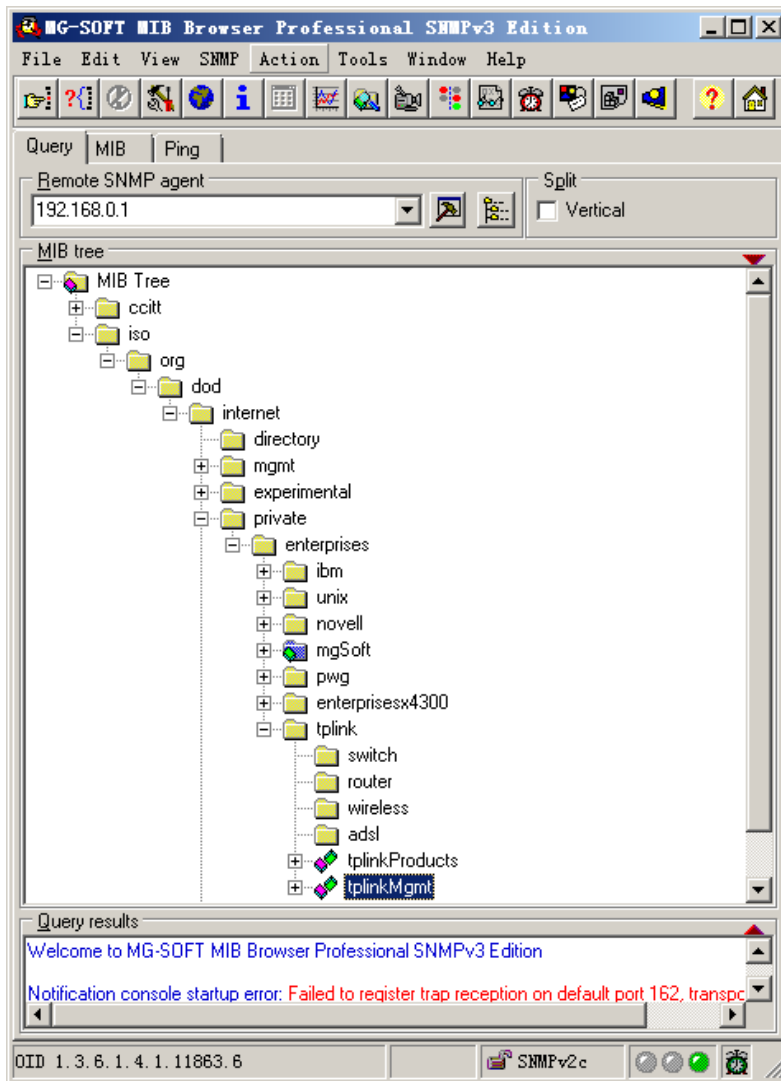 MG-SOFT MIB Browser Professional SNMPv3 Edition
File Edit View SNMP Action Tools Window Help
Query MIB Ping
Remote SNMP agent
Split
192.168.0.1
Vertical
MIB tree
MIB Tree
ccitt
iso
org
dod
internet
directory
mgmt
experimental
private
enterprises
ibm
unix
novell
mgSoft
pwg
enterprisesx4300
tplink
switch
router
wireless
adsl
tplinkProducts
tplinkMgmt
Query results
Welcome to MG-SOFT MIB Browser Professional SNMPv3 Edition
Notification console startup error: Failed to register trap reception on default port 162, transpo
OID 1.3.6.1.4.1.11863.6 SNMPv2c